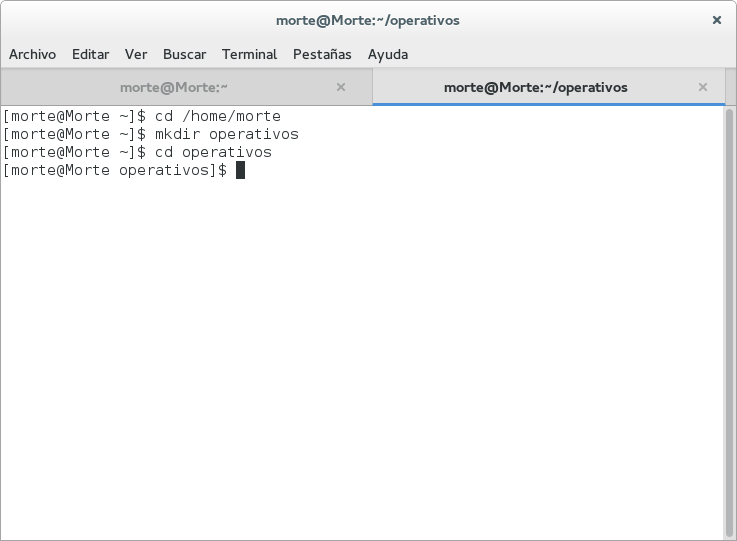 morte@Morte:~/operativos ×
Archivo Editar Ver Buscar Terminal Pestañas Ayuda
morte@Morte:~ × morte@Morte:~/operativos ×
[morte@Morte ~]$ cd /home/morte
[morte@Morte ~]$ mkdir operativos
[morte@Morte ~]$ cd operativos
[morte@Morte operativos]$